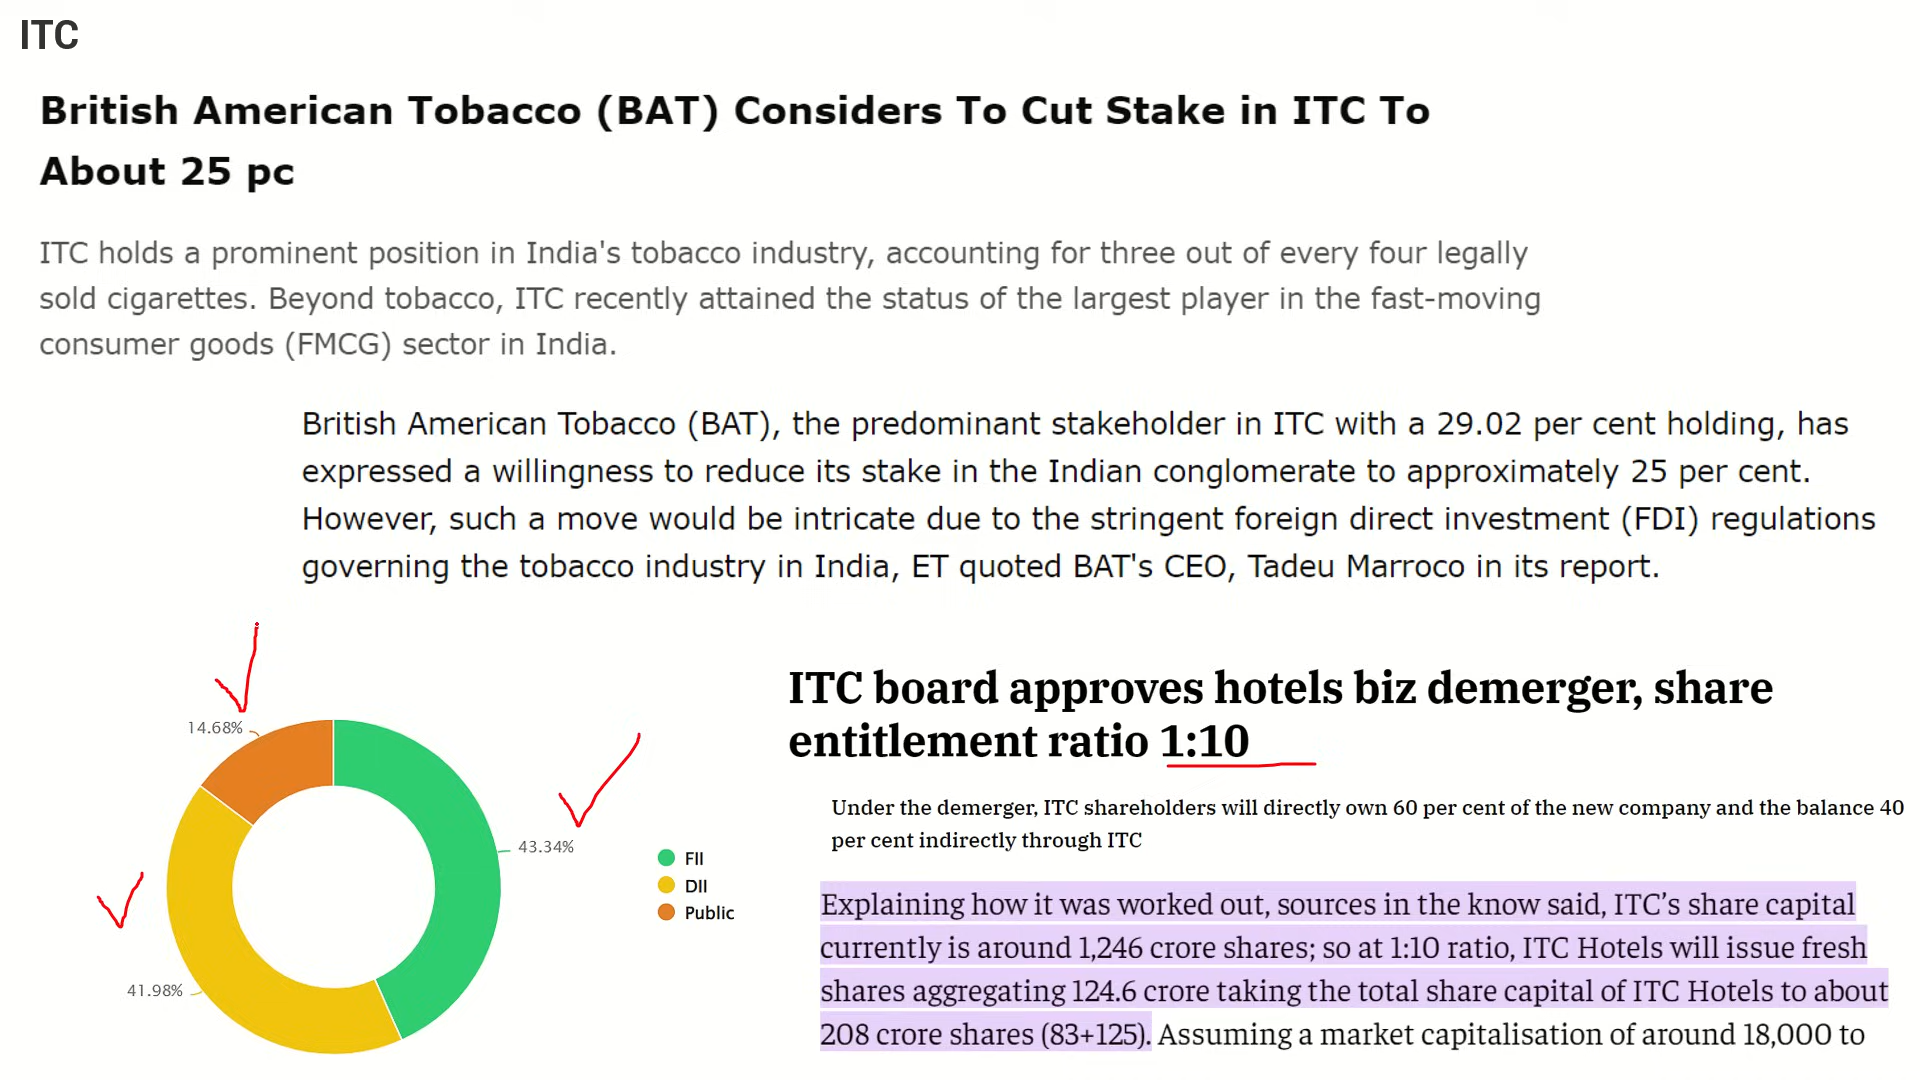 ITC
British American Tobacco (BAT) Considers To Cut Stake in ITC To
About 25 pc
ITC holds a prominent position in India's tobacco industry, accounting for three out of every four legally
sold cigarettes. Beyond tobacco, ITC recently attained the status of the largest player in the fast-moving
consumer goods (FMCG) sector in India.
British American Tobacco (BAT), the predominant stakeholder in ITC with a 29.02 per cent holding, has
expressed a willingness to reduce its stake in the Indian conglomerate to approximately 25 per cent.
However, such a move would be intricate due to the stringent foreign direct investment (FDI) regulations
governing the tobacco industry in India, ET quoted BAT's CEO, Tadeu Marroco in its report.
14.68%
43.34%
41.98%
FII
DII
Public
ITC board approves hotels biz demerger, share
entitlement ratio 1:10
Under the demerger, ITC shareholders will directly own 60 per cent of the new company and the balance 40
per cent indirectly through ITC
Explaining how it was worked out, sources in the know said, ITC’s share capital
currently is around 1,246 crore shares; so at 1:10 ratio, ITC Hotels will issue fresh
shares aggregating 124.6 crore taking the total share capital of ITC Hotels to about
208 crore shares (83+125). Assuming a market capitalisation of around 18,000 to